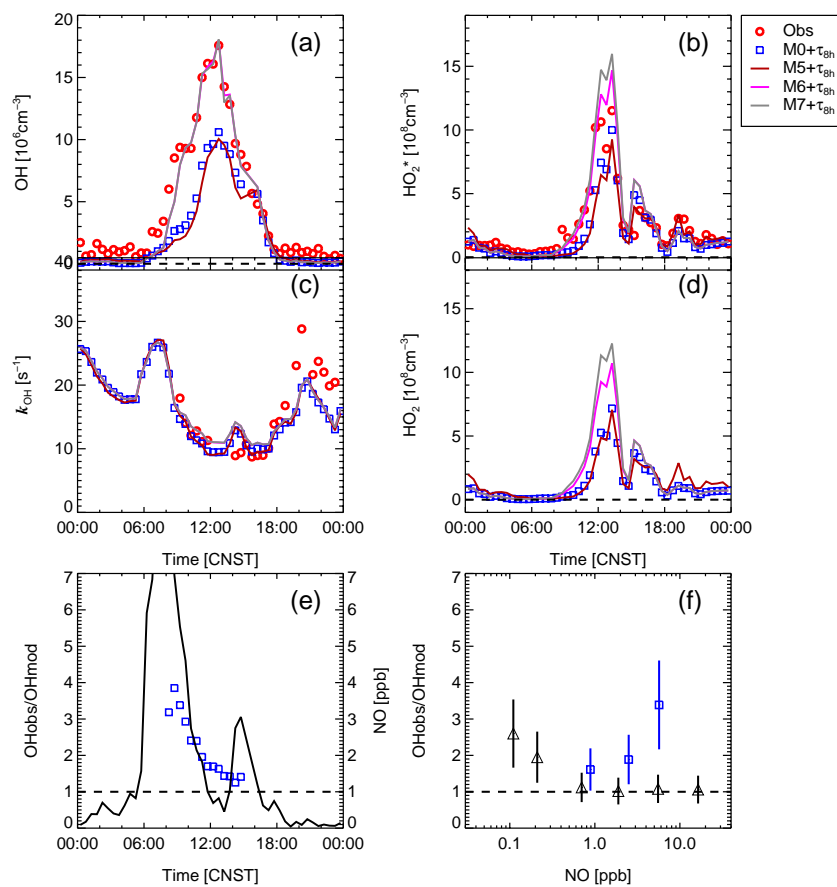 Obs
M0+τ8h
M5+τ8h
M6+τ8h
M7+τ8h
(a)
OH [10⁶cm⁻³]
20
15
10
5
0
(b)
HO₂* [10⁸cm⁻³]
15
10
5
0
(c)
kOH [s⁻¹]
40
30
20
10
0
00:00 06:00 12:00 18:00 00:00
Time [CNST]
(d)
HO₂ [10⁸cm⁻³]
15
10
5
0
00:00 06:00 12:00 18:00 00:00
Time [CNST]
(e)
OHobs/OHmod
7
6
5
4
3
2
1
0
NO [ppb]
7
6
5
4
3
2
1
0
00:00 06:00 12:00 18:00 00:00
Time [CNST]
(f)
OHobs/OHmod
7
6
5
4
3
2
1
0
0.1 1.0 10.0
NO [ppb]